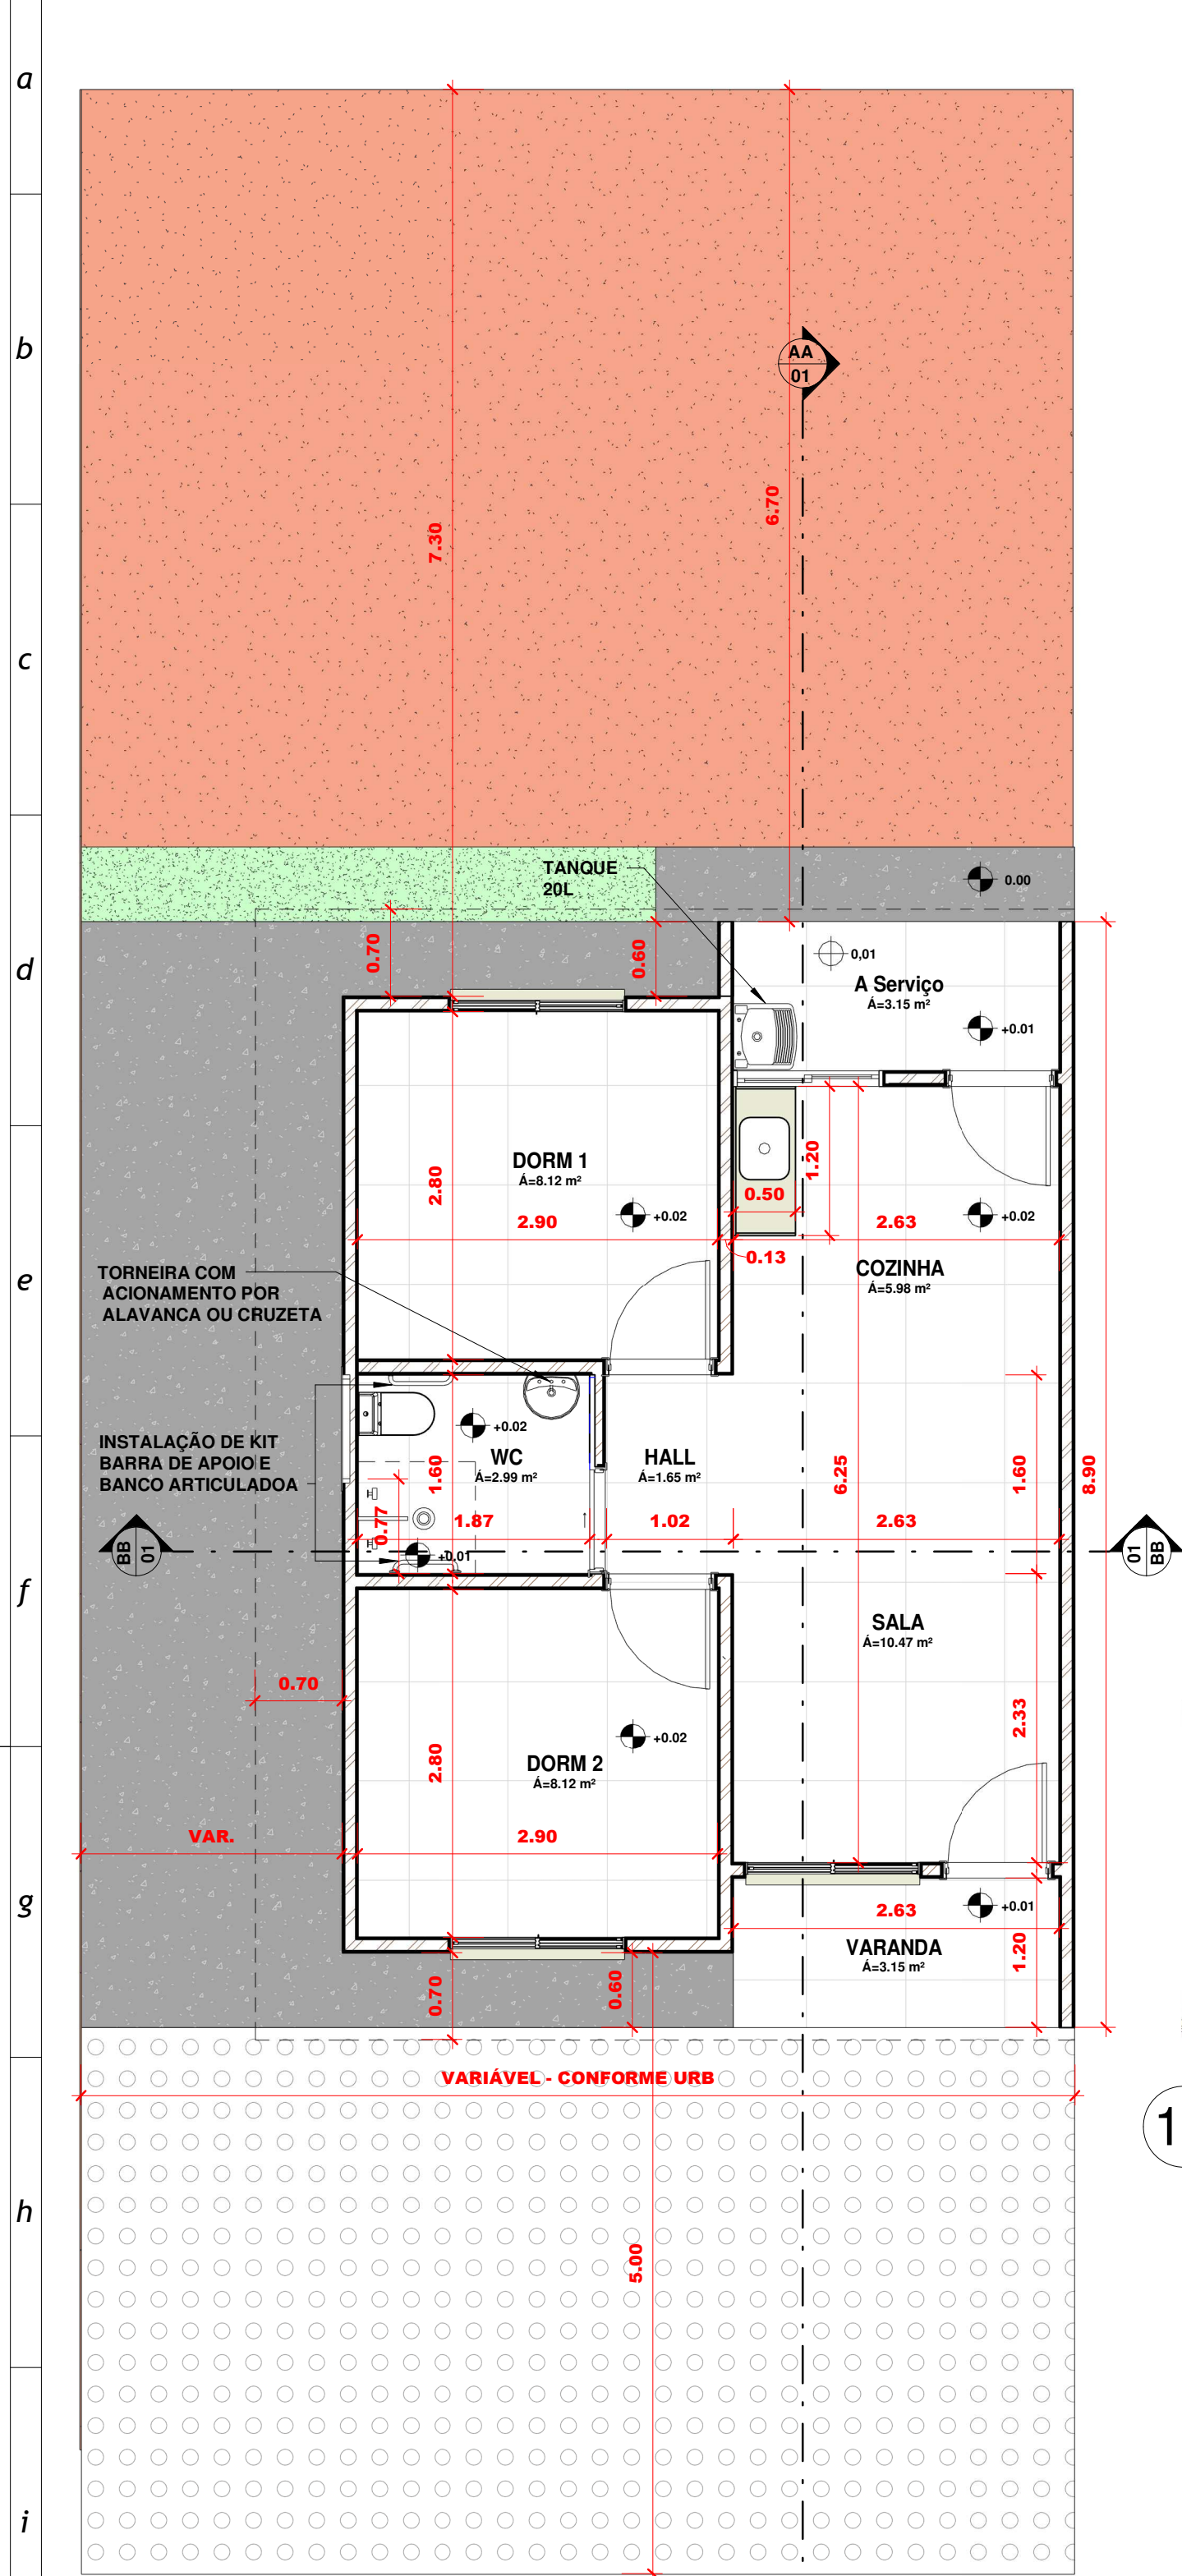 a
b
AA
01
6.70
7.30
c
TANQUE
20L
0.00
d
0.70
0.60
0,01
A Serviço
Á=3.15 m²
+0.01
DORM 1
Á=8.12 m²
2.80
1.20
0.50
+0.02
+0.02
2.90
2.63
0.13
e
TORNEIRA COM
ACIONAMENTO POR
ALAVANCA OU CRUZETA
COZINHA
Á=5.98 m²
+0.02
INSTALAÇÃO DE KIT
BARRA DE APOIO E
BANCO ARTICULADOA
WC
Á=2.99 m²
HALL
Á=1.65 m²
1.60
6.25
1.60
8.90
0.77
1.87
1.02
2.63
BB
01
+0.01
01
BB
f
SALA
Á=10.47 m²
0.70
2.33
+0.02
DORM 2
Á=8.12 m²
2.80
VAR.
2.90
g
2.63
+0.01
VARANDA
Á=3.15 m²
1.20
0.70
0.60
VARIÁVEL - CONFORME URB
1
h
5.00
i